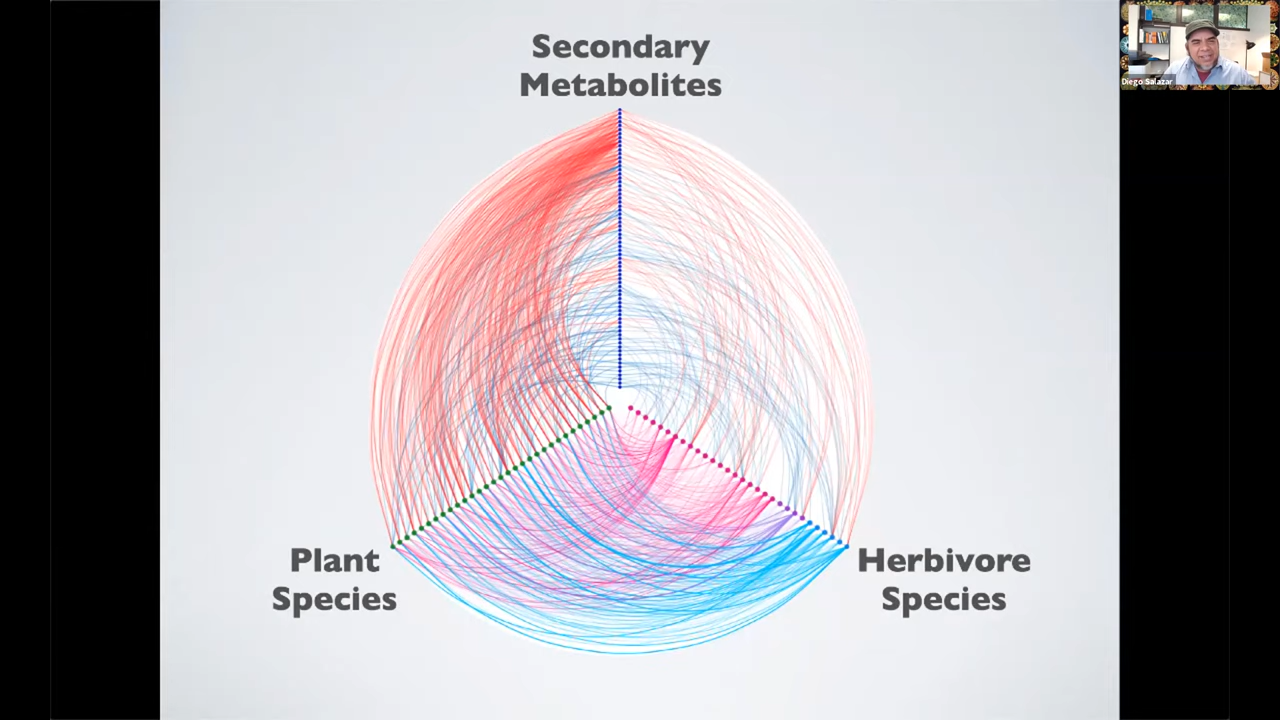 Secondary
Metabolites
Diego Salazar
Plant
Species
Herbivore
Species